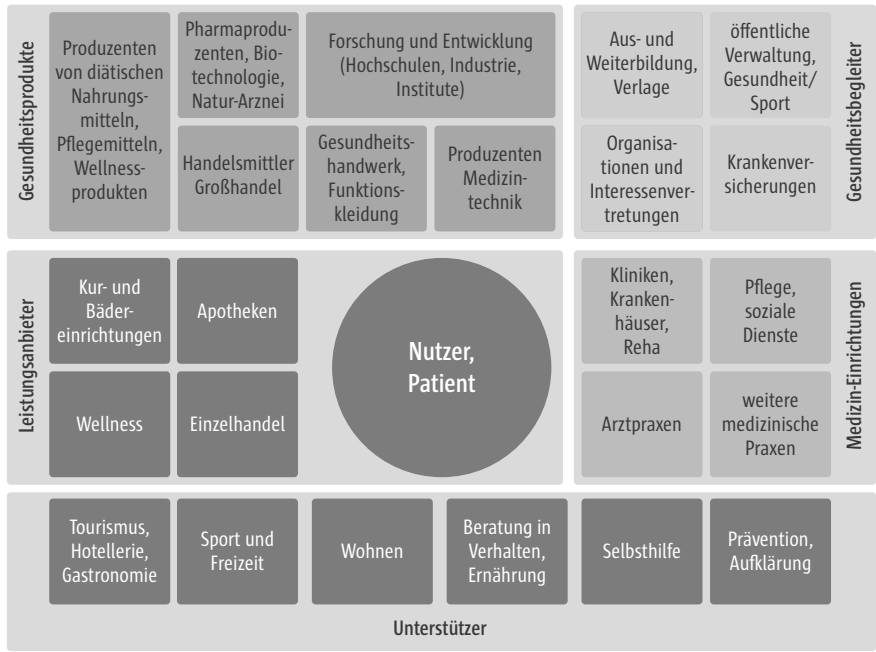 Gesundheitsprodukte
Produzenten
von diätischen
Nahrungs-
mitteln,
Pflegemitteln,
Wellness-
produkten
Pharmaprodu-
zenten, Bio-
technologie,
Natur-Arznei
Forschung und Entwicklung
(Hochschulen, Industrie,
Institute)
Handelsmittler
Großhandel
Gesundheits-
handwerk,
Funktions-
kleidung
Produzenten
Medizin-
technik
Aus- und
Weiterbildung,
Verlage
öffentliche
Verwaltung,
Gesundheit/
Sport
Organisa-
tionen und
Interessenver-
tretungen
Krankenver-
sicherungen
Gesundheitsbegleiter
Leistungsanbieter
Kur- und
Bäder-
einrichtungen
Apotheken
Wellness
Einzelhandel
Nutzer,
Patient
Kliniken,
Kranken-
häuser,
Reha
Pflege,
soziale
Dienste
Arztpraxen
weitere
medizinische
Praxen
Medizin-Einrichtungen
Tourismus,
Hotellerie,
Gastronomie
Sport und
Freizeit
Wohnen
Beratung in
Verhalten,
Ernährung
Selbsthilfe
Prävention,
Aufklärung
Unterstützer